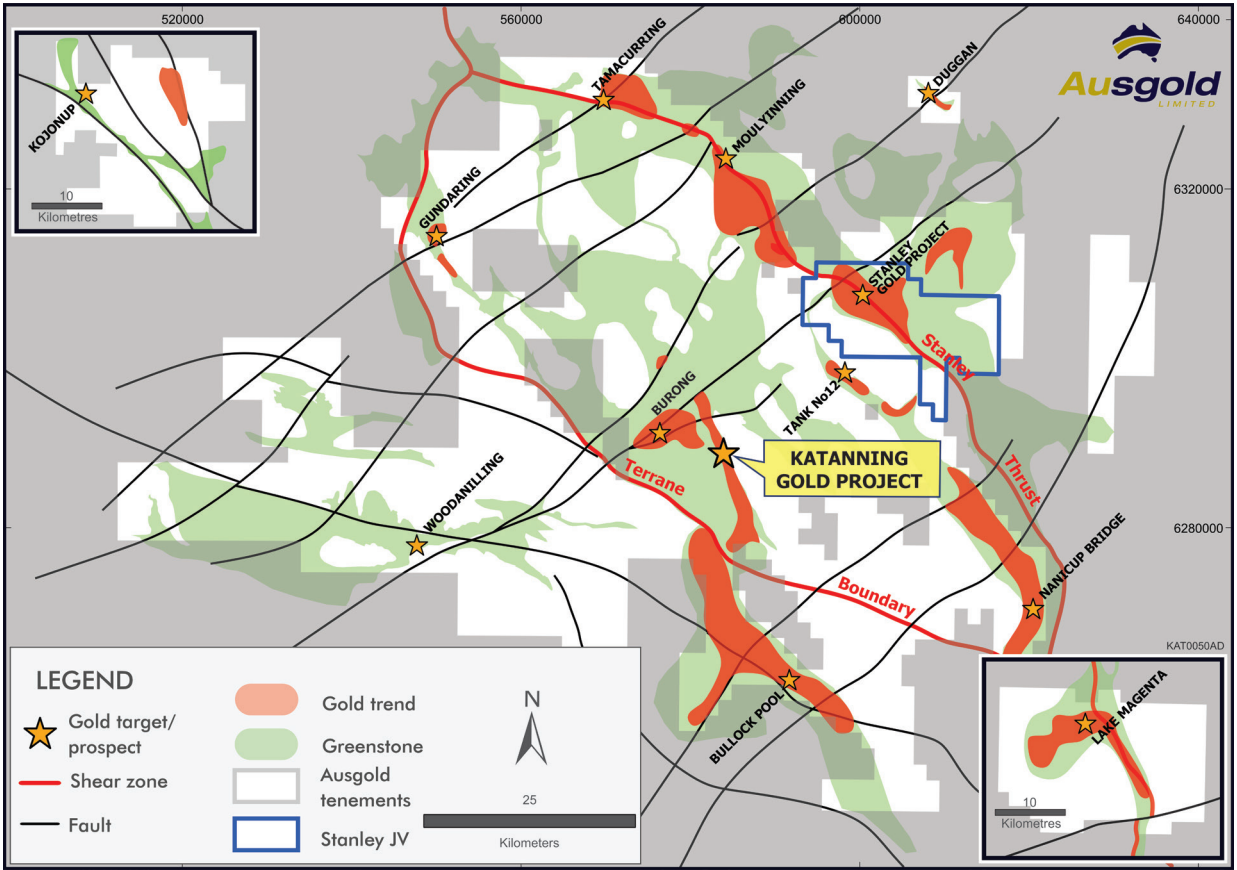 520000
560000
600000
640000
6320000
6280000
Ausgold
LIMITED
KOJONUP
10
Kilometres
TAMACURRING
MOULYINNING
DUGGAN
GUNDARING
STANLEY
GOLD PROJECT
Stanley
Thrust
TANK No12
BURONG
KATANNING
GOLD PROJECT
Terrane
Boundary
WOODANILLING
NANICUP BRIDGE
BULLOCK POOL
KAT0050AD
LEGEND
Gold target/
prospect
Shear zone
Fault
Gold trend
Greenstone
Ausgold
tenements
Stanley JV
N
25
Kilometers
LAKE MAGENTA
10
Kilometres